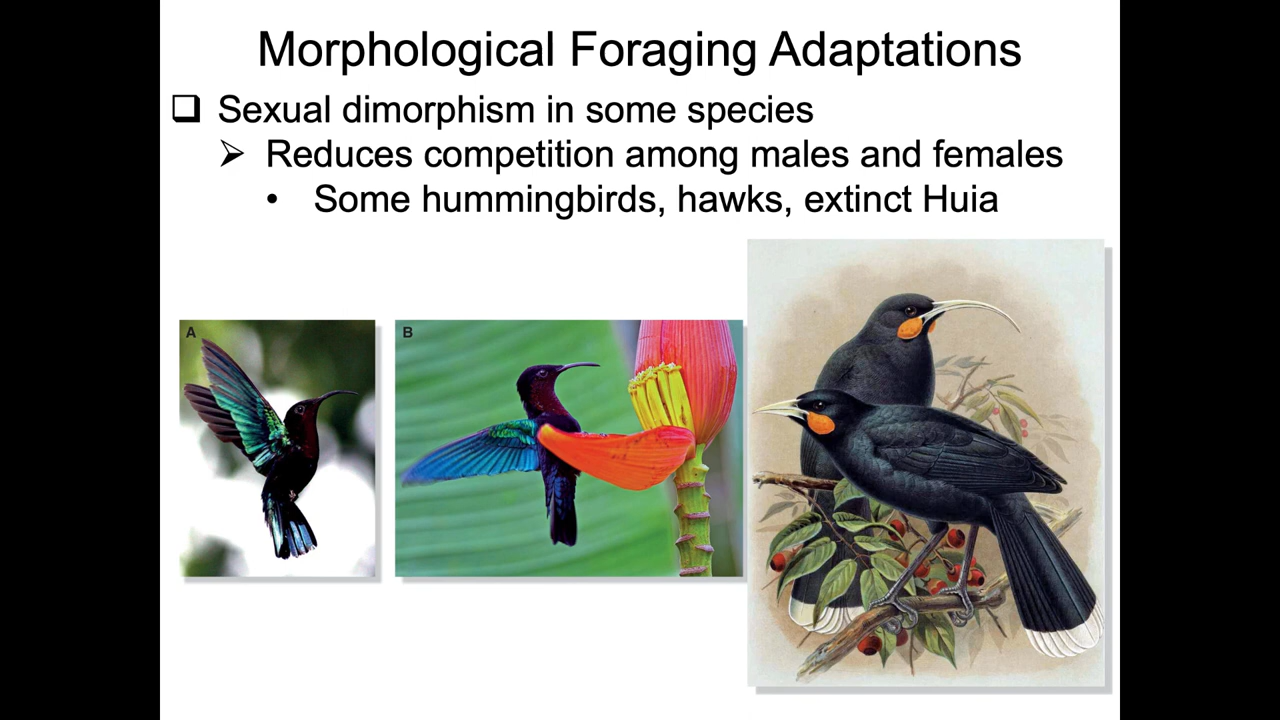 Morphological Foraging Adaptations
❑ Sexual dimorphism in some species
➢ Reduces competition among males and females
• Some hummingbirds, hawks, extinct Huia
A
B